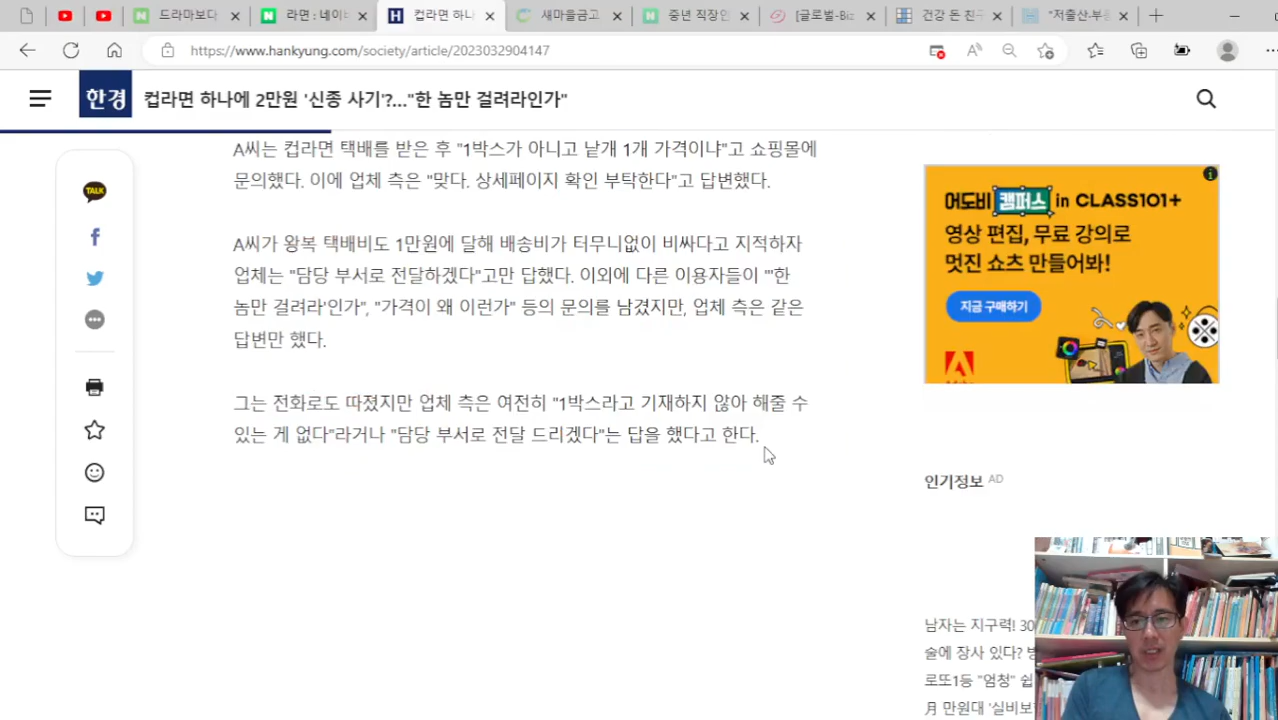 드라마보다
라면 : 네이버
컵라면 하나
새마을금고
중년 직장인
[글로벌-Biz
건강 돈 친구
"저출산.부동
https://www.hankyung.com/society/article/2023032904147
한경
컵라면 하나에 2만원 '신종 사기'?..."한 놈만 걸려라인가"
A씨는 컵라면 택배를 받은 후 "1박스가 아니고 낱개 1개 가격이냐"고 쇼핑몰에
문의했다. 이에 업체 측은 "맞다. 상세페이지 확인 부탁한다"고 답변했다.
A씨가 왕복 택배비도 1만원에 달해 배송비가 터무니없이 비싸다고 지적하자
업체는 "담당 부서로 전달하겠다"고만 답했다. 이외에 다른 이용자들이 "'한
놈만 걸려라'인가", "가격이 왜 이런가" 등의 문의를 남겼지만, 업체 측은 같은
답변만 했다.
그는 전화로도 따졌지만 업체 측은 여전히 "1박스라고 기재하지 않아 해줄 수
있는 게 없다"라거나 "담당 부서로 전달 드리겠다"는 답을 했다고 한다.
TALK
어도비 캠퍼스 in CLASS101+
영상 편집, 무료 강의로
멋진 쇼츠 만들어봐!
지금 구매하기
인기정보 AD
남자는 지구력! 30
술에 장사 있다?
로또1등 "엄청" 쉽
月 만원대 '실비보